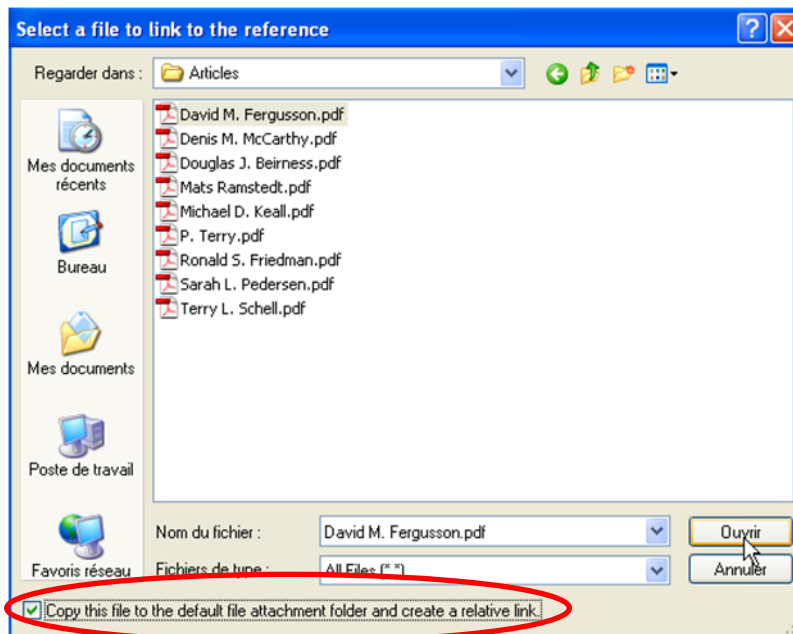 Select a file to link to the reference
Regarder dans :
Articles
Mes documents
récents
Bureau
Mes documents
Poste de travail
Favoris réseau
David M. Fergusson.pdf
Denis M. McCarthy.pdf
Douglas J. Beirness.pdf
Mats Ramstedt.pdf
Michael D. Keall.pdf
P. Terry.pdf
Ronald S. Friedman.pdf
Sarah L. Pedersen.pdf
Terry L. Schell.pdf
Nom du fichier : David M. Fergusson.pdf Ouvrir
Fichiers de type : All Files (*.*) Annuler
Copy this file to the default file attachment folder and create a relative link.